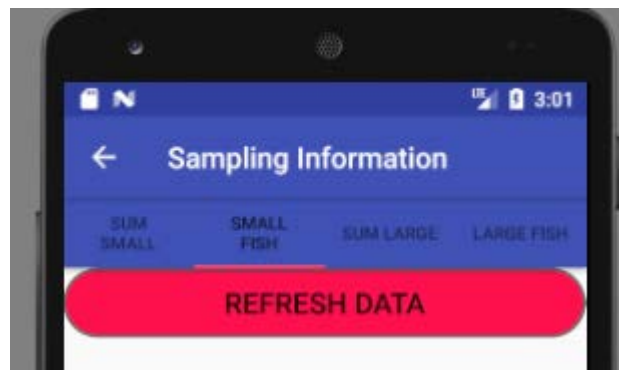 3:01
Sampling Information
SUM SMALL
SMALL FISH
SUM LARGE
LARGE FISH
REFRESH DATA